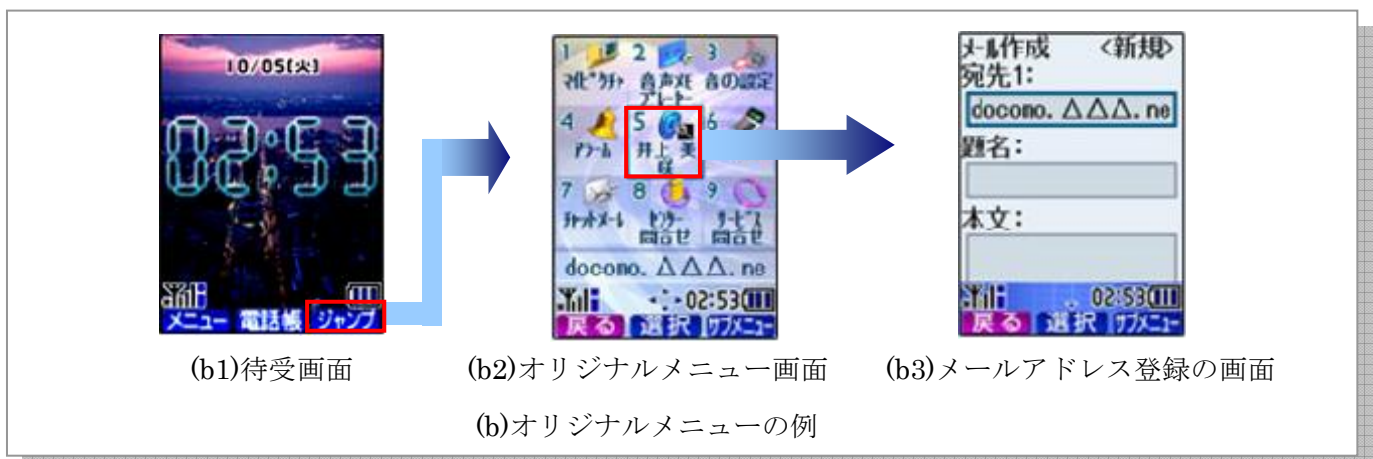 10/05(火)
02:53
メニュー 電話帳 ジャンプ
(b1)待受画面
1 2 3
ﾏｲﾋﾟｸﾁｬ 音声ﾒﾓ 音の設定
ｱﾗｰﾄｰ
4 5 6
ｱﾗｰﾑ 井上 美
咲
7 8 9
ﾁｬｯﾄﾒｰﾙ ｾﾝﾀｰ ｻｰﾋﾞｽ
問合せ 問合せ
docomo.△△△.ne
02:53
戻る 選択 ｻﾌﾞﾒﾆｭｰ
(b2)オリジナルメニュー画面
ﾒｰﾙ作成 <新規>
宛先1:
docomo.△△△.ne
題名:
本文:
02:53
戻る 選択 ｻﾌﾞﾒﾆｭｰ
(b3)メールアドレス登録の画面
(b)オリジナルメニューの例